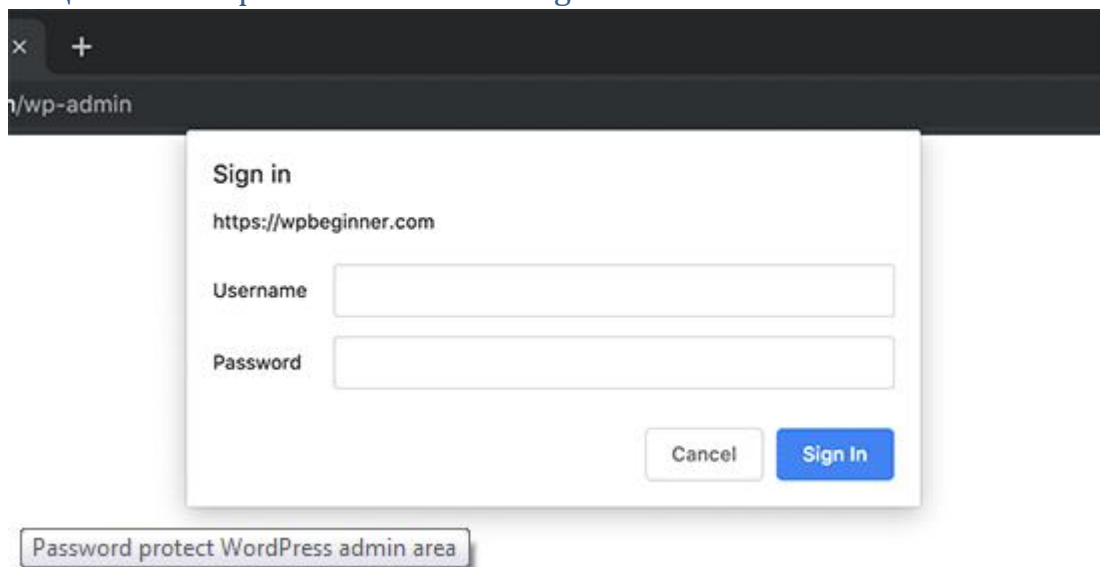 × +
/wp-admin
Sign in
https://wpbeginner.com
Username
Password
Cancel Sign In
Password protect WordPress admin area